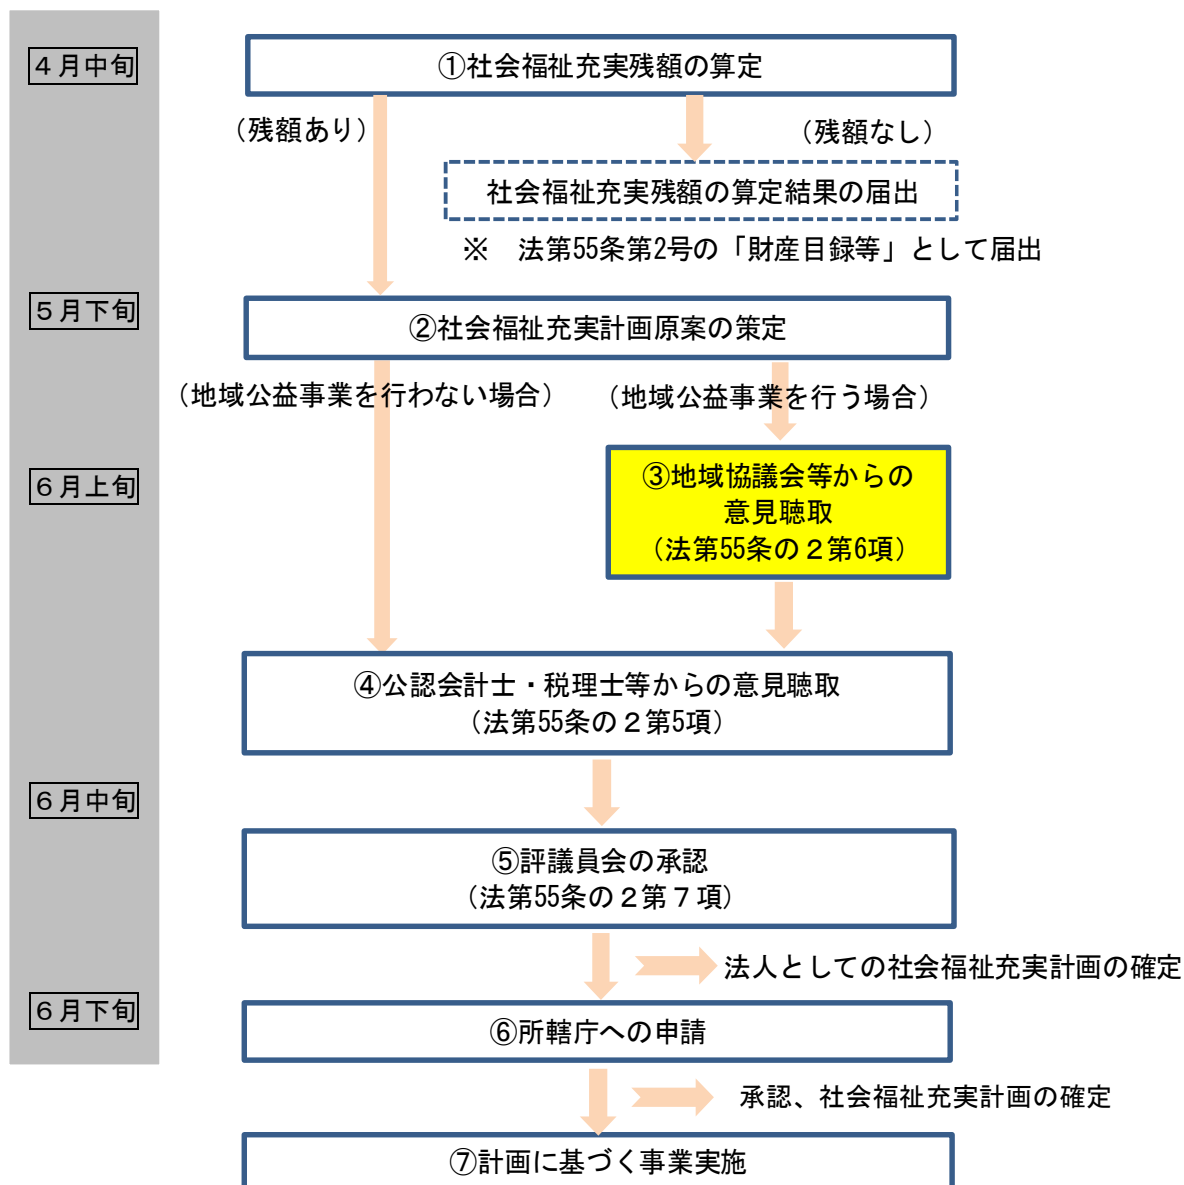 ４月中旬
①社会福祉充実残額の算定
（残額あり）
（残額なし）
社会福祉充実残額の算定結果の届出
※　法第55条第2号の「財産目録等」として届出
５月下旬
②社会福祉充実計画原案の策定
（地域公益事業を行わない場合）
（地域公益事業を行う場合）
６月上旬
③地域協議会等からの
意見聴取
（法第55条の２第6項）
④公認会計士・税理士等からの意見聴取
（法第55条の２第5項）
６月中旬
⑤評議員会の承認
（法第55条の２第７項）
法人としての社会福祉充実計画の確定
６月下旬
⑥所轄庁への申請
承認、社会福祉充実計画の確定
⑦計画に基づく事業実施